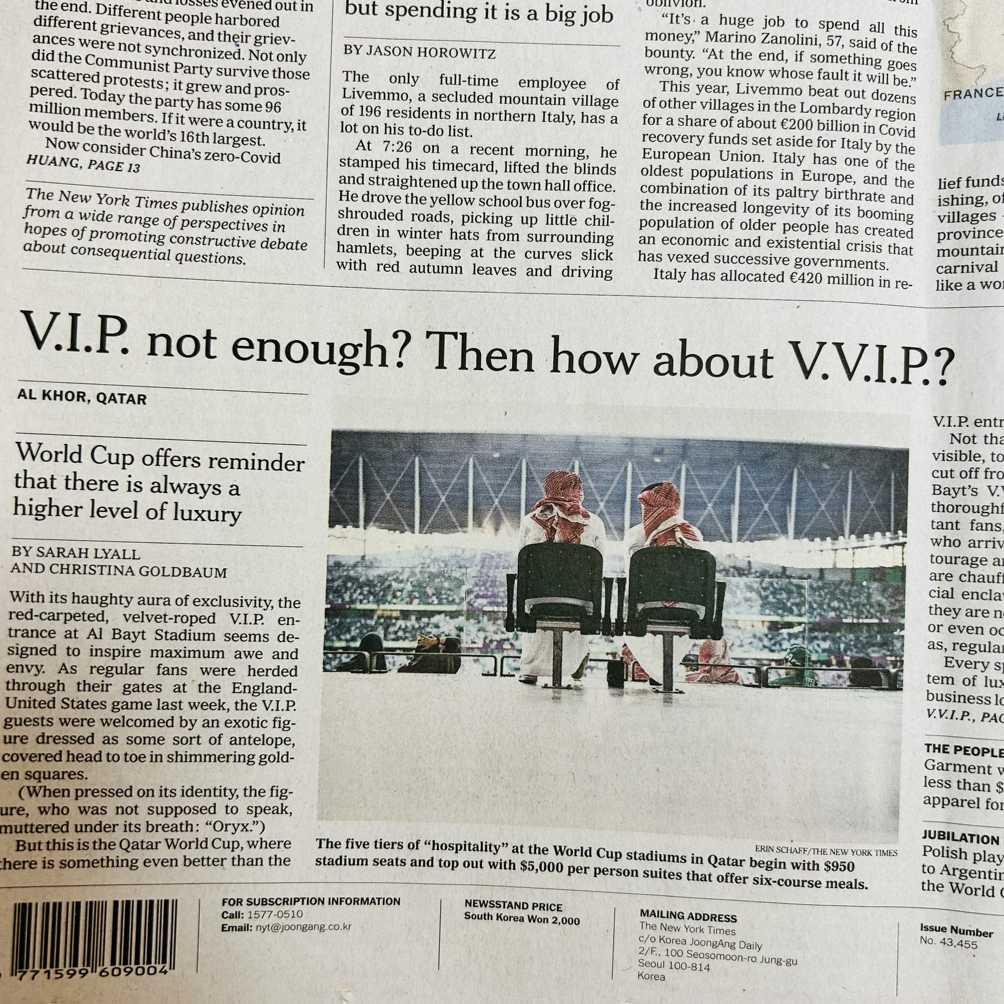 the end. Different people harbored
different grievances, and their griev-
ances were not synchronized. Not only
did the Communist Party survive those
scattered protests; it grew and pros-
pered. Today the party has some 96
million members. If it were a country, it
would be the world's 16th largest.
Now consider China's zero-Covid
HUANG, PAGE 13
The New York Times publishes opinion
from a wide range of perspectives in
hopes of promoting constructive debate
about consequential questions.
but spending it is a big job
BY JASON HOROWITZ
The only full-time employee of
Livemmo, a secluded mountain village
of 196 residents in northern Italy, has a
lot on his to-do list.
At 7:26 on a recent morning, he
stamped his timecard, lifted the blinds
and straightened up the town hall office.
He drove the yellow school bus over fog-
shrouded roads, picking up little chil-
dren in winter hats from surrounding
hamlets, beeping at the curves slick
with red autumn leaves and driving
oblivion.
"It's a huge job to spend all this
money," Marino Zanolini, 57, said of the
bounty. "At the end, if something goes
wrong, you know whose fault it will be."
This year, Livemmo beat out dozens
of other villages in the Lombardy region
for a share of about €200 billion in Covid
recovery funds set aside for Italy by the
European Union. Italy has one of the
oldest populations in Europe, and the
combination of its paltry birthrate and
the increased longevity of its booming
population of older people has created
an economic and existential crisis that
has vexed successive governments.
Italy has allocated €420 million in re-
FRANCE
lief funds
ishing, of
villages
province
mountain
carnival
like a wo
V.I.P. not enough? Then how about V.V.I.P.?
AL KHOR, QATAR
World Cup offers reminder
that there is always a
higher level of luxury
BY SARAH LYALL
AND CHRISTINA GOLDBAUM
With its haughty aura of exclusivity, the
red-carpeted, velvet-roped V.I.P. en-
trance at Al Bayt Stadium seems de-
signed to inspire maximum awe and
envy. As regular fans were herded
through their gates at the England-
United States game last week, the V.I.P.
guests were welcomed by an exotic fig-
ure dressed as some sort of antelope,
covered head to toe in shimmering gold-
en squares.
(When pressed on its identity, the fig-
ure, who was not supposed to speak,
muttered under its breath: "Oryx.")
But this is the Qatar World Cup, where
there is something even better than the
ERIN SCHAFF/THE NEW YORK TIMES
The five tiers of "hospitality" at the World Cup stadiums in Qatar begin with $950
stadium seats and top out with $5,000 per person suites that offer six-course meals.
V.I.P. entr
Not tha
visible, to
cut off fro
Bayt's V.V
thoroughf
tant fans,
who arriv
tourage a
are chauff
cial encla
they are n
or even oc
as, regular
Every s
tem of lux
business lo
V.V.I.P., PAG
THE PEOPLE
Garment w
less than $
apparel for
JUBILATION
Polish play
to Argentin
the World C
771599 609004
FOR SUBSCRIPTION INFORMATION
Call: 1577-0510
Email: nyt@joongang.co.kr
NEWSSTAND PRICE
South Korea Won 2,000
MAILING ADDRESS
The New York Times
c/o Korea JoongAng Daily
2/F., 100 Seosomoon-ro Jung-gu
Seoul 100-814
Korea
Issue Number
No. 43,455